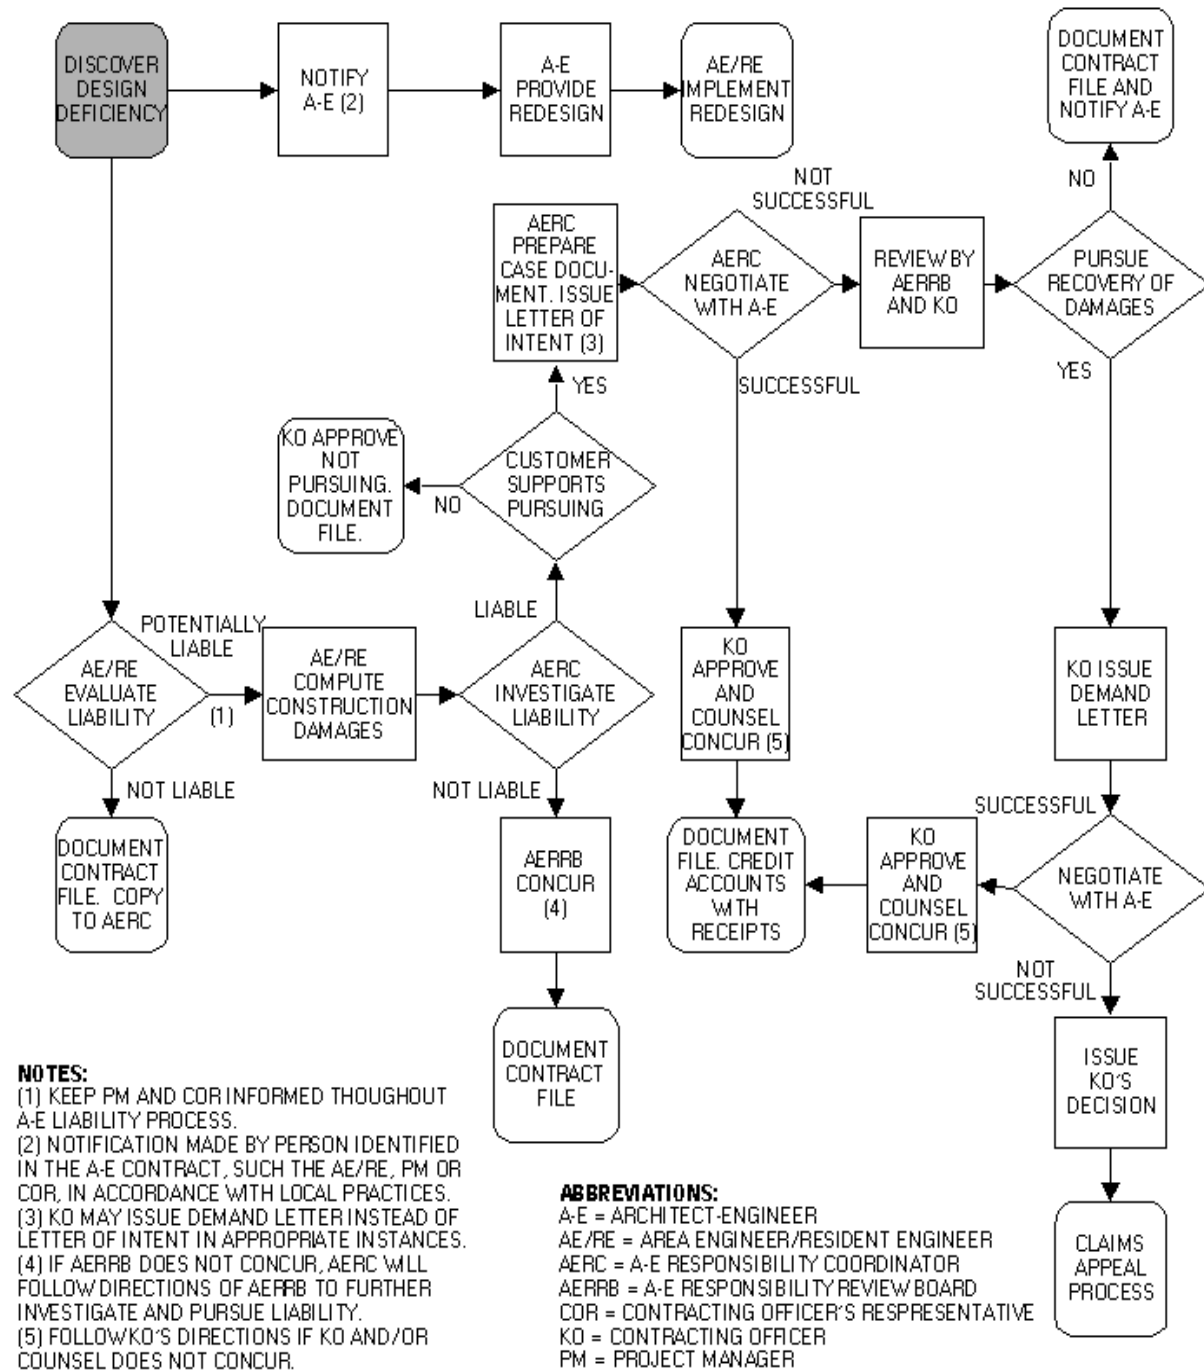 DISCOVER
DESIGN
DEFICIENCY
NOTIFY
A-E (2)
A-E
PROVIDE
REDESIGN
AE/RE
IMPLEMENT
REDESIGN
DOCUMENT
CONTRACT
FILE AND
NOTIFY A-E
NO
NOT
SUCCESSFUL
AERC
PREPARE
CASE DOCU-
MENT. ISSUE
LETTER OF
INTENT (3)
AERC
NEGOTIATE
WITH A-E
REVIEW BY
AERRB
AND KO
PURSUE
RECOVERY OF
DAMAGES
YES
SUCCESSFUL
YES
KO APPROVE
NOT
PURSUING.
DOCUMENT
FILE.
NO
CUSTOMER
SUPPORTS
PURSUING
LIABLE
POTENTIALLY
LIABLE
AE/RE
EVALUATE
LIABILITY
(1)
AE/RE
COMPUTE
CONSTRUCTION
DAMAGES
AERC
INVESTIGATE
LIABILITY
KO
APPROVE
AND
COUNSEL
CONCUR (5)
KO ISSUE
DEMAND
LETTER
NOT LIABLE
NOT LIABLE
SUCCESSFUL
DOCUMENT
CONTRACT
FILE. COPY
TO AERC
AERRB
CONCUR
(4)
DOCUMENT
FILE. CREDIT
ACCOUNTS
WITH
RECEIPTS
KO
APPROVE
AND
COUNSEL
CONCUR (5)
NEGOTIATE
WITH A-E
NOT
SUCCESSFUL
DOCUMENT
CONTRACT
FILE
ISSUE
KO'S
DECISION
CLAIMS
APPEAL
PROCESS
NOTES:
(1) KEEP PM AND COR INFORMED THOUGHOUT
A-E LIABILITY PROCESS.
(2) NOTIFICATION MADE BY PERSON IDENTIFIED
IN THE A-E CONTRACT, SUCH THE AE/RE, PM OR
COR, IN ACCORDANCE WITH LOCAL PRACTICES.
(3) KO MAY ISSUE DEMAND LETTER INSTEAD OF
LETTER OF INTENT IN APPROPRIATE INSTANCES.
(4) IF AERRB DOES NOT CONCUR, AERC WILL
FOLLOW DIRECTIONS OF AERRB TO FURTHER
INVESTIGATE AND PURSUE LIABILITY.
(5) FOLLOW KO'S DIRECTIONS IF KO AND/OR
COUNSEL DOES NOT CONCUR.
ABBREVIATIONS:
A-E = ARCHITECT-ENGINEER
AE/RE = AREA ENGINEER/RESIDENT ENGINEER
AERC = A-E RESPONSIBILITY COORDINATOR
AERRB = A-E RESPONSIBILITY REVIEW BOARD
COR = CONTRACTING OFFICER'S RESPRESENTATIVE
KO = CONTRACTING OFFICER
PM = PROJECT MANAGER